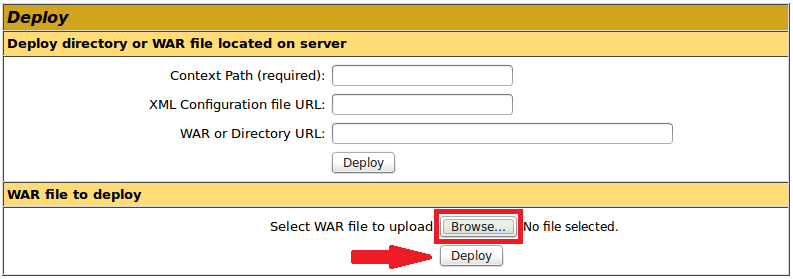 Deploy
Deploy directory or WAR file located on server
Context Path (required):
XML Configuration file URL:
WAR or Directory URL:
Deploy
WAR file to deploy
Select WAR file to upload Browse... No file selected.
Deploy